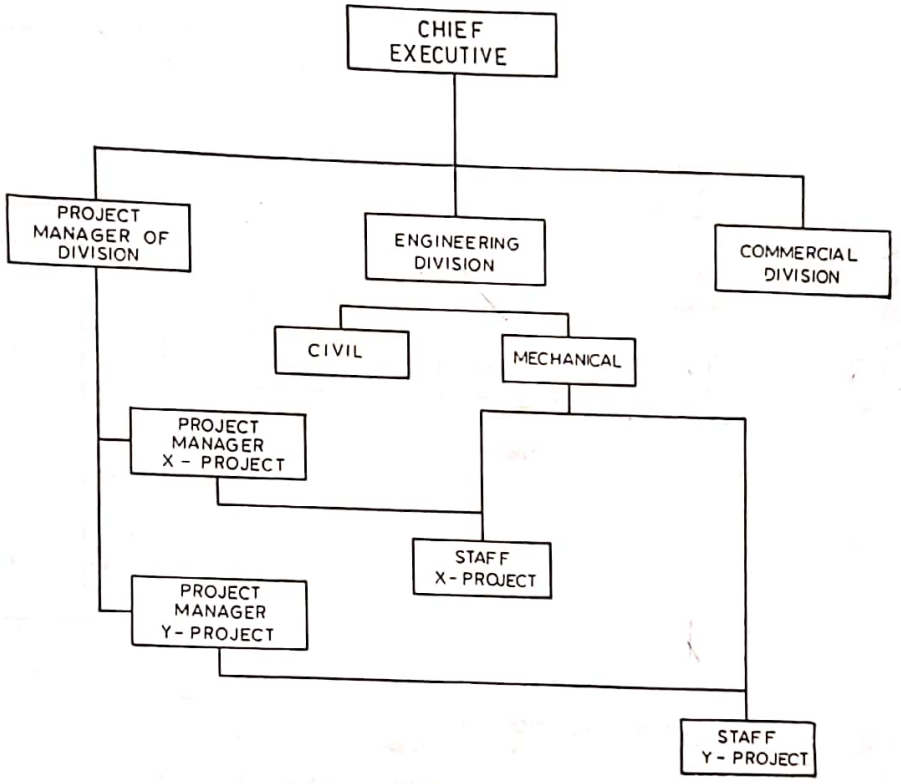 CHIEF
EXECUTIVE
PROJECT
MANAGER OF
DIVISION
ENGINEERING
DIVISION
COMMERCIAL
DIVISION
CIVIL
MECHANICAL
PROJECT
MANAGER
X - PROJECT
STAFF
X - PROJECT
PROJECT
MANAGER
Y - PROJECT
STAFF
Y - PROJECT